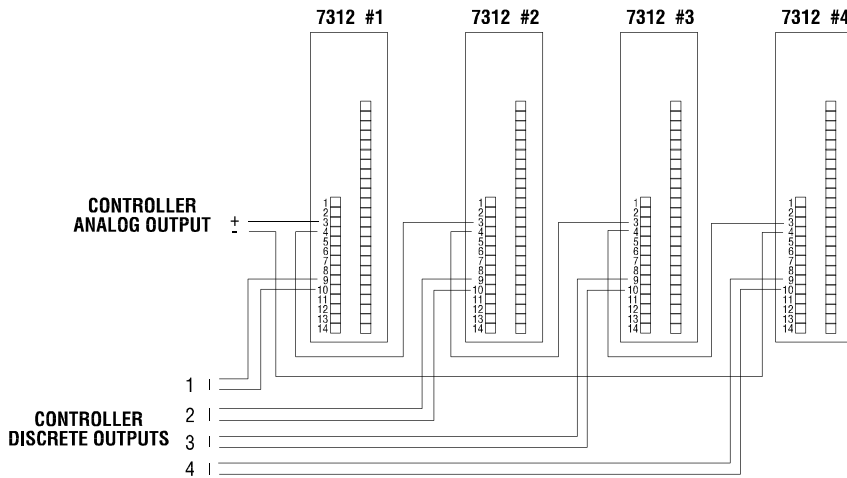 7312 #1 7312 #2 7312 #3 7312 #4
CONTROLLER
ANALOG OUTPUT
+
-
1 1 1 1
2 2 2 2
3 3 3 3
4 4 4 4
5 5 5 5
6 6 6 6
7 7 7 7
8 8 8 8
9 9 9 9
10 10 10 10
11 11 11 11
12 12 12 12
13 13 13 13
14 14 14 14
CONTROLLER
DISCRETE OUTPUTS
1
2
3
4